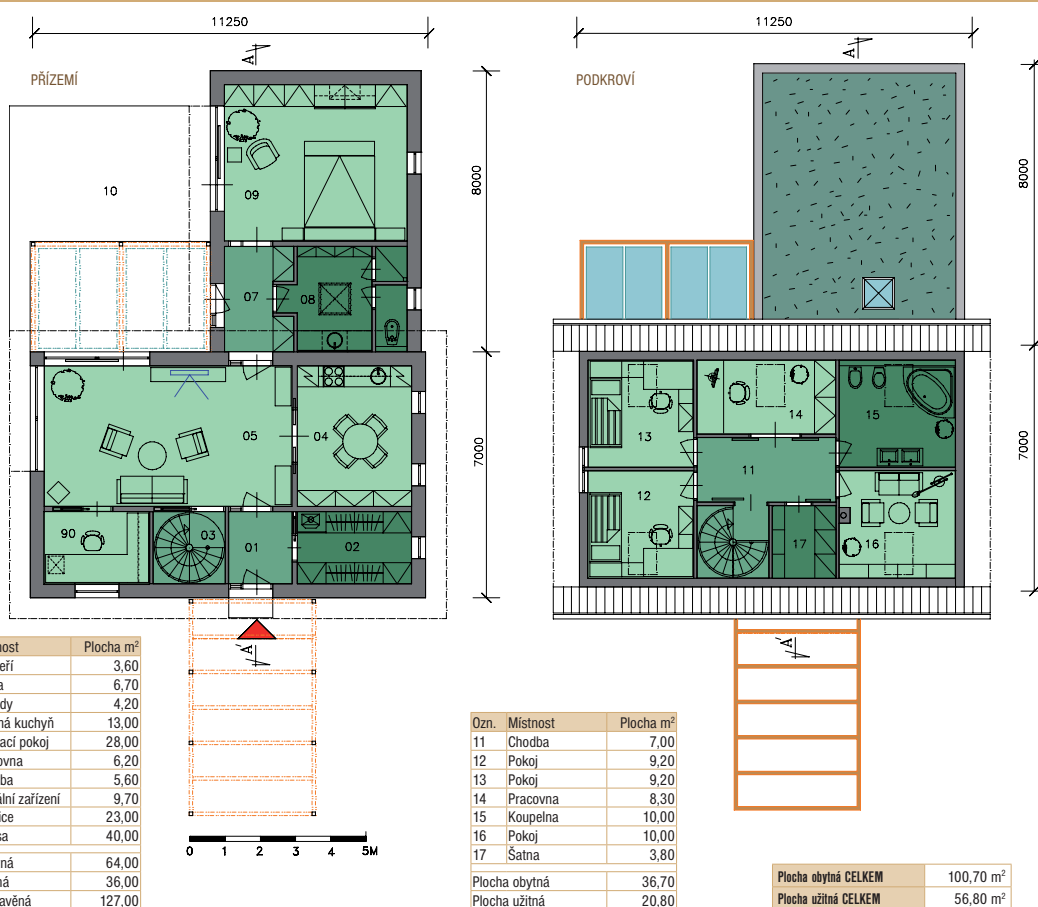 11250
11250
A
A
PŘÍZEMÍ
PODKROVÍ
8000
8000
10
09
07
08
7000
7000
05
04
13
14
15
11
12
90
03
01
02
17
16
A'
A'
Plocha m²
3,60
6,70
4,20
kuchyň 13,00
pokoj 28,00
6,20
5,60
zařízení 9,70
23,00
40,00
64,00
36,00
127,00
0 1 2 3 4 5M
Ozn. Místnost Plocha m²
11 Chodba 7,00
12 Pokoj 9,20
13 Pokoj 9,20
14 Pracovna 8,30
15 Koupelna 10,00
16 Pokoj 10,00
17 Šatna 3,80
Plocha obytná 36,70
Plocha užitná 20,80
Plocha obytná CELKEM 100,70 m²
Plocha užitná CELKEM 56,80 m²